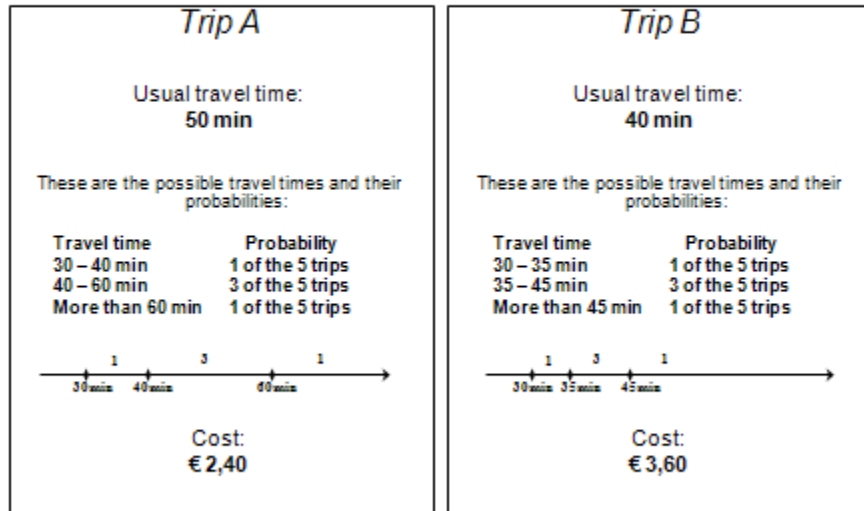 Trip A
Usual travel time:
50 min
These are the possible travel times and their
probabilities:
Travel time Probability
30 – 40 min 1 of the 5 trips
40 – 60 min 3 of the 5 trips
More than 60 min 1 of the 5 trips
1 3 1
30min 40min 60min
Cost:
€ 2,40
Trip B
Usual travel time:
40 min
These are the possible travel times and their
probabilities:
Travel time Probability
30 – 35 min 1 of the 5 trips
35 – 45 min 3 of the 5 trips
More than 45 min 1 of the 5 trips
1 3 1
30min 35min 45min
Cost:
€ 3,60